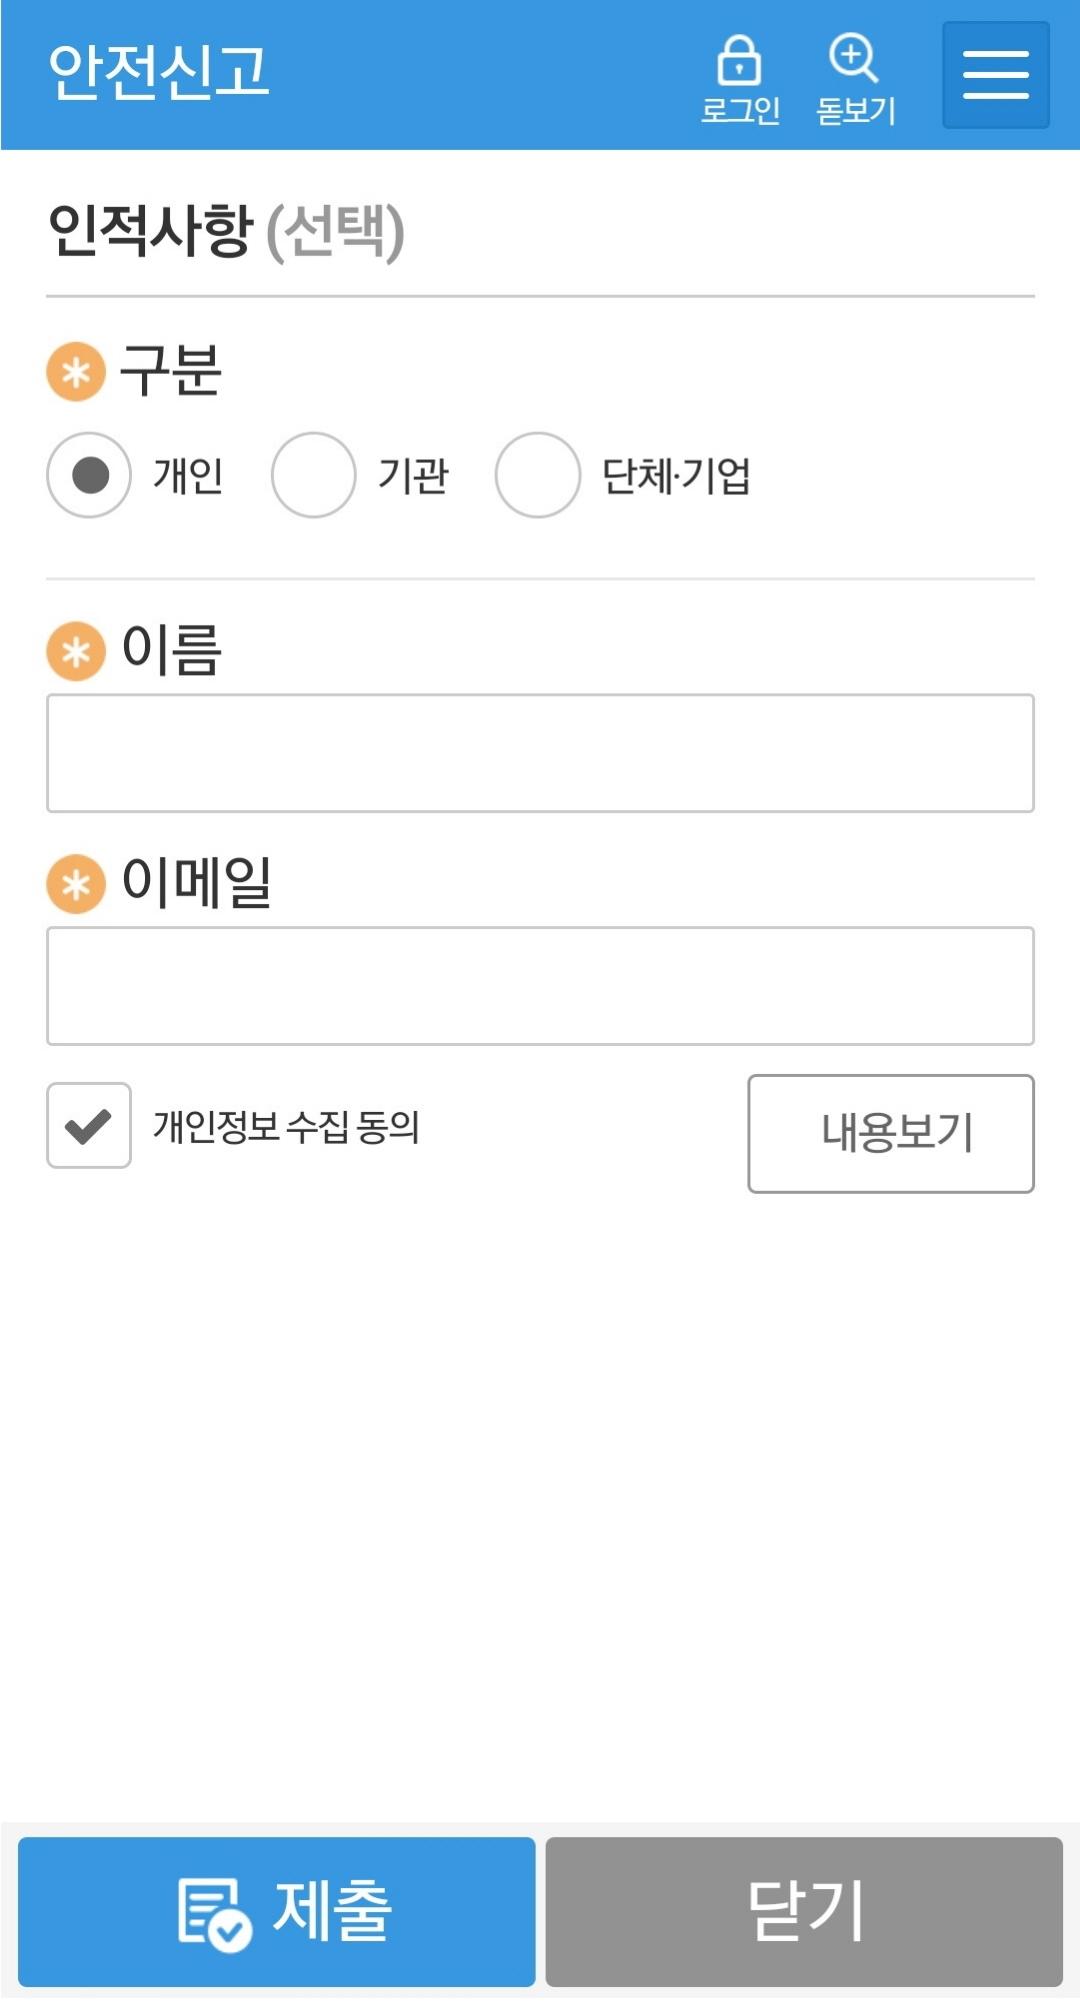 안전신고
로그인
돋보기
인적사항 (선택)
구분
개인 기관 단체·기업
이름
이메일
개인정보 수집 동의
내용보기
제출
닫기